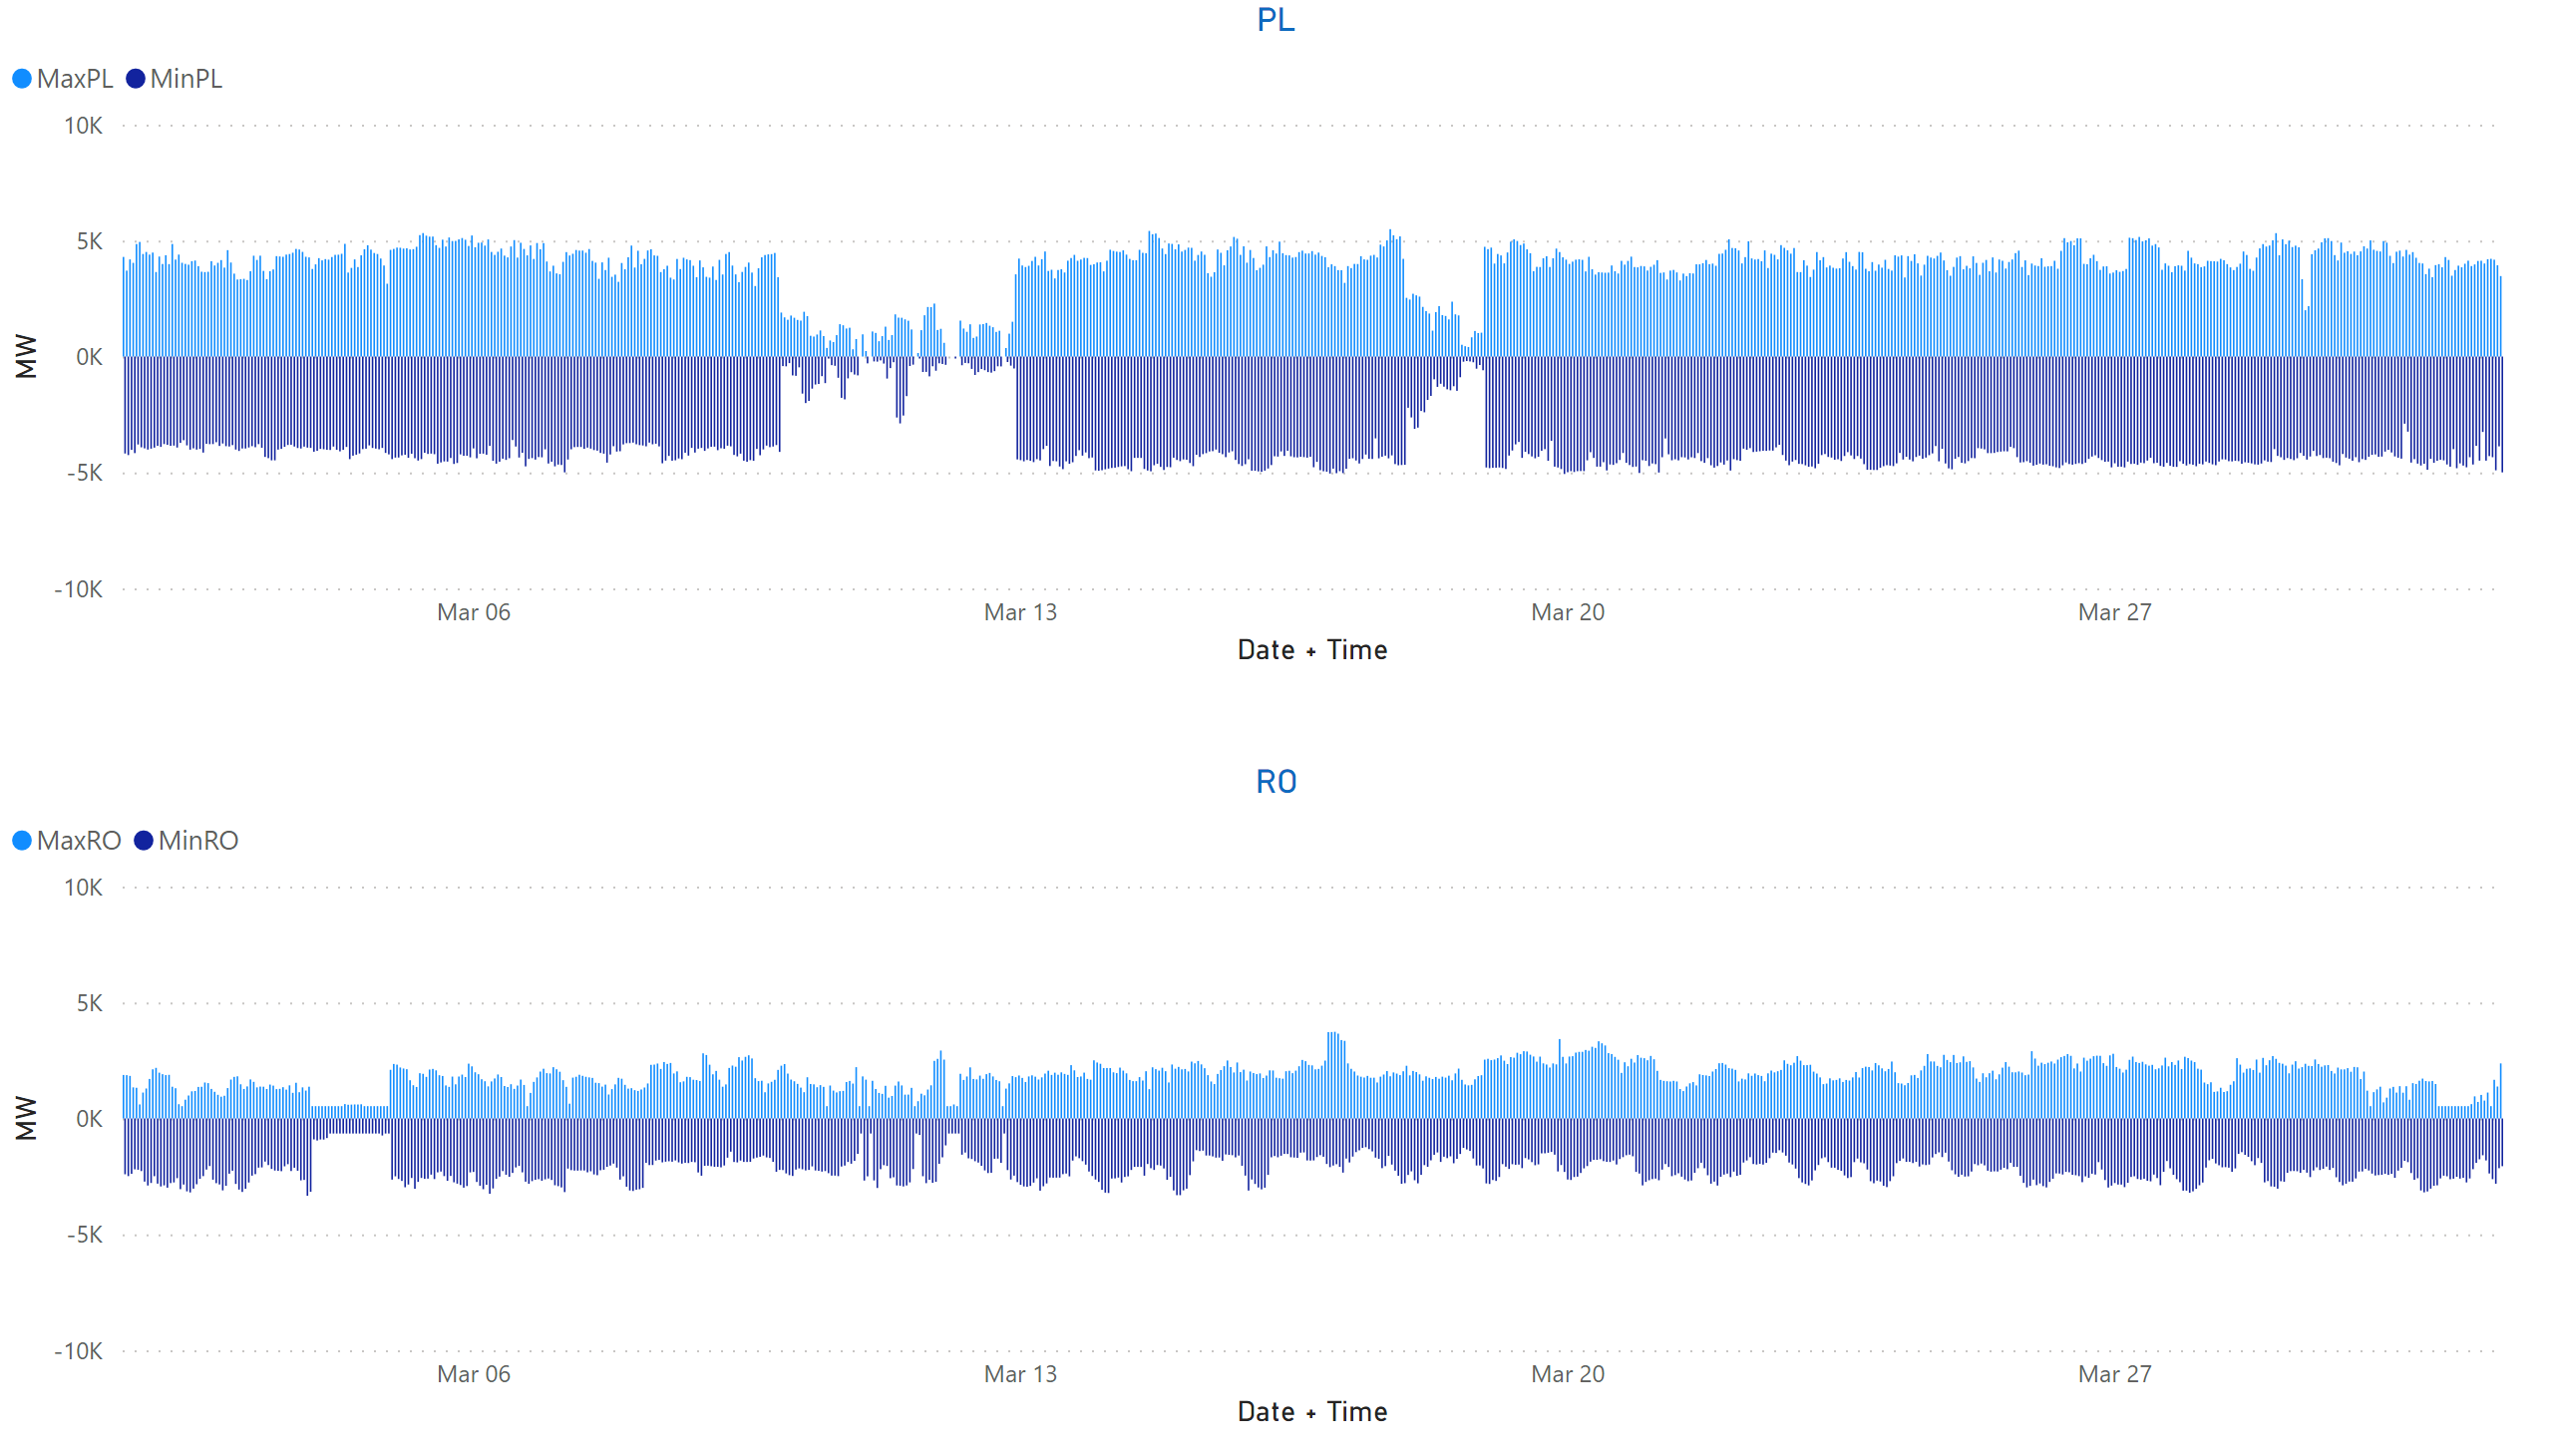 PL
MaxPL MinPL
10K
5K
0K
-5K
-10K
MW
Mar 06 Mar 13 Mar 20 Mar 27
Date + Time
RO
MaxRO MinRO
10K
5K
0K
-5K
-10K
MW
Mar 06 Mar 13 Mar 20 Mar 27
Date + Time